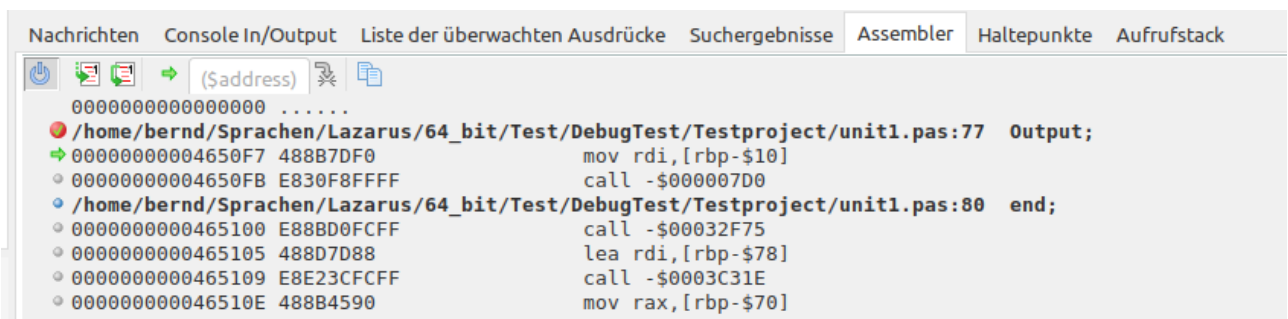 Nachrichten Console In/Output Liste der überwachten Ausdrücke Suchergebnisse Assembler Haltepunkte Aufrufstack
($address)
0000000000000000 ......
/home/bernd/Sprachen/Lazarus/64_bit/Test/DebugTest/Testproject/unit1.pas:77 Output;
00000000004650F7 488B7DF0 mov rdi,[rbp-$10]
00000000004650FB E830F8FFFF call -$000007D0
/home/bernd/Sprachen/Lazarus/64_bit/Test/DebugTest/Testproject/unit1.pas:80 end;
0000000000465100 E88BD0FCFF call -$00032F75
0000000000465105 488D7D88 lea rdi,[rbp-$78]
0000000000465109 E8E23CFCFF call -$0003C31E
000000000046510E 488B4590 mov rax,[rbp-$70]